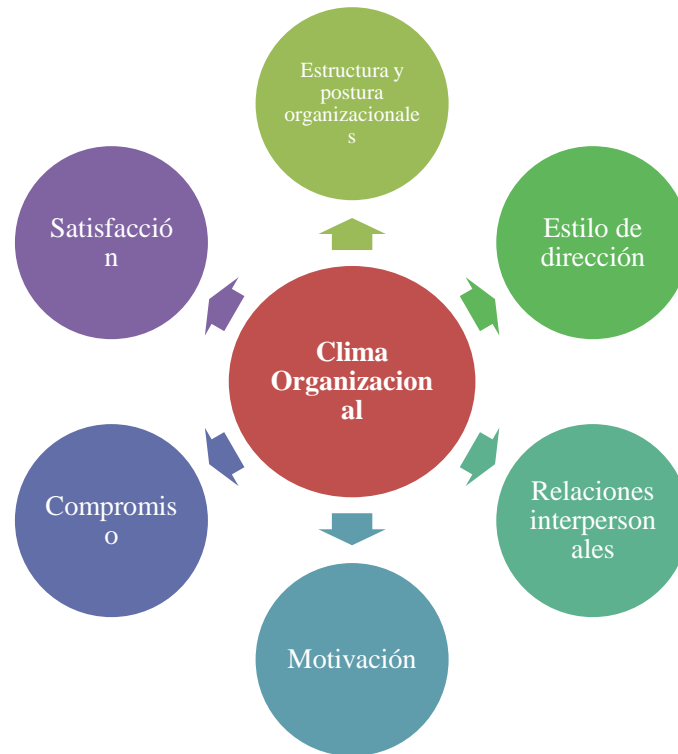 Estructura y
postura
organizacionale
s
Estilo de
dirección
Relaciones
interperson
ales
Motivación
Compromis
o
Satisfacció
n
Clima
Organizacion
al